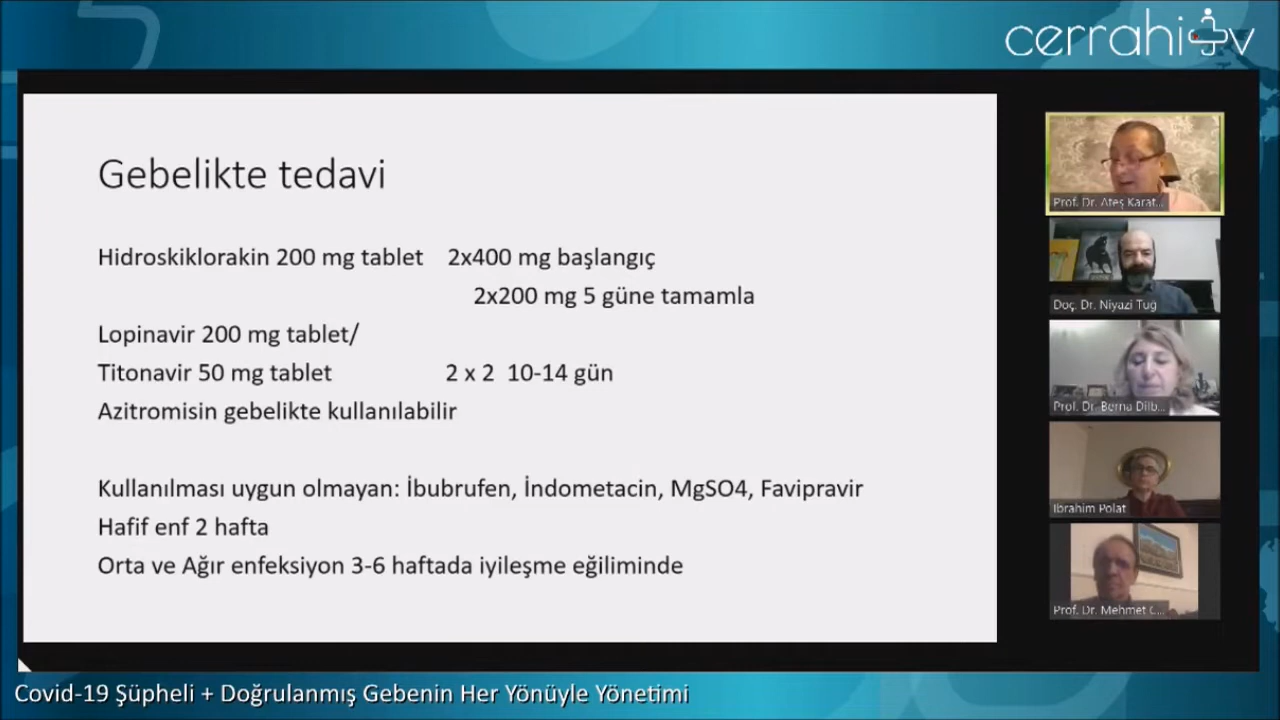 cerrahi tv
Gebelikte tedavi
Hidroskiklorakin 200 mg tablet 2x400 mg başlangıç
2x200 mg 5 güne tamamla
Lopinavir 200 mg tablet/
Titonavir 50 mg tablet 2 x 2 10-14 gün
Azitromisin gebelikte kullanılabilir
Kullanılması uygun olmayan: İbubrufen, İndometacin, MgSO4, Favipravir
Hafif enf 2 hafta
Orta ve Ağır enfeksiyon 3-6 haftada iyileşme eğiliminde
Prof. Dr. Ateş Karat...
Doç. Dr. Niyazi Tuğ
Prof. Dr. Berna Dilb...
Ibrahim Polat
Prof. Dr. Mehmet C...
Covid-19 Şüpheli + Doğrulanmış Gebenin Her Yönüyle Yönetimi